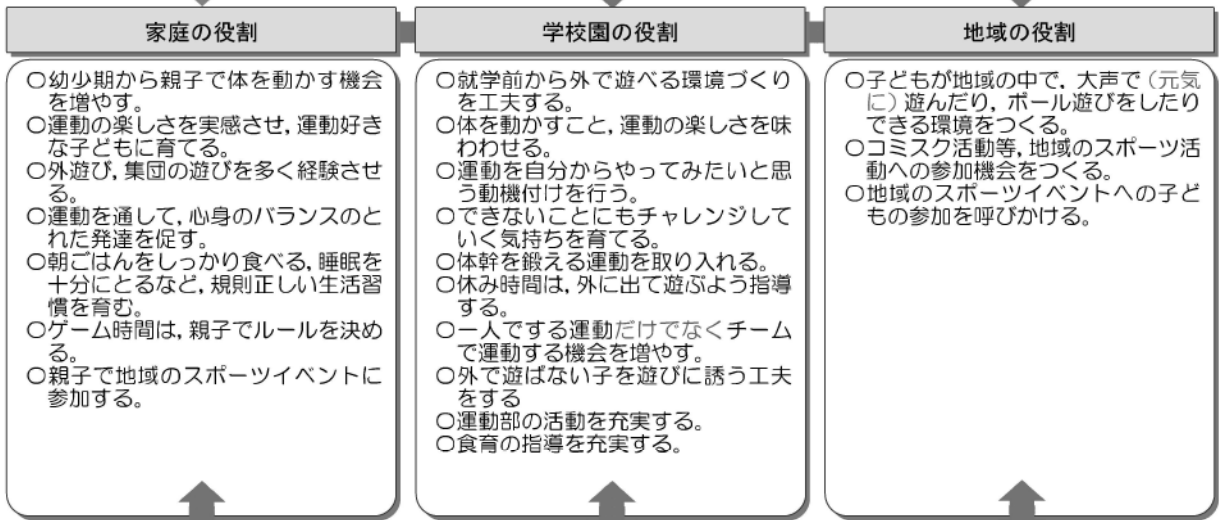 家庭の役割
○幼少期から親子で体を動かす機会
を増やす。
○運動の楽しさを実感させ,運動好き
な子どもに育てる。
○外遊び,集団の遊びを多く経験させ
る。
○運動を通して,心身のバランスのと
れた発達を促す。
○朝ごはんをしっかり食べる,睡眠を
十分にとるなど,規則正しい生活習
慣を育む。
○ゲーム時間は,親子でルールを決め
る。
○親子で地域のスポーツイベントに
参加する。
学校園の役割
○就学前から外で遊べる環境づくり
を工夫する。
○体を動かすこと,運動の楽しさを味
わわせる。
○運動を自分からやってみたいと思
う動機付けを行う。
○できないことにもチャレンジして
いく気持ちを育てる。
○体幹を鍛える運動を取り入れる。
○休み時間は,外に出て遊ぶよう指導
する。
○一人でする運動だけでなくチーム
で運動する機会を増やす。
○外で遊ばない子を遊びに誘う工夫
をする
○運動部の活動を充実する。
○食育の指導を充実する。
地域の役割
○子どもが地域の中で,大声で(元気
に)遊んだり,ボール遊びをしたり
できる環境をつくる。
○コミスク活動等,地域のスポーツ活
動への参加機会をつくる。
○地域のスポーツイベントへの子ど
もの参加を呼びかける。